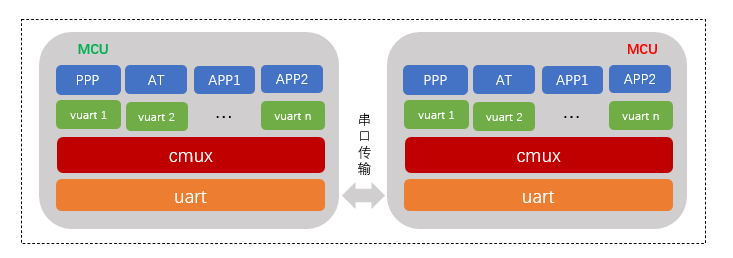 MCU
PPP AT APP1 APP2
vuart 1 vuart 2 ... vuart n
cmux
uart
串口传输
MCU
PPP AT APP1 APP2
vuart 1 vuart 2 ... vuart n
cmux
uart